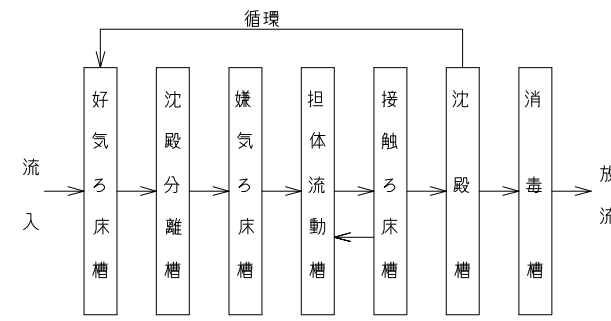 循環
流入
好気ろ床槽
沈殿分離槽
嫌気ろ床槽
担体流動槽
接触ろ床槽
沈殿槽
消毒槽
放流